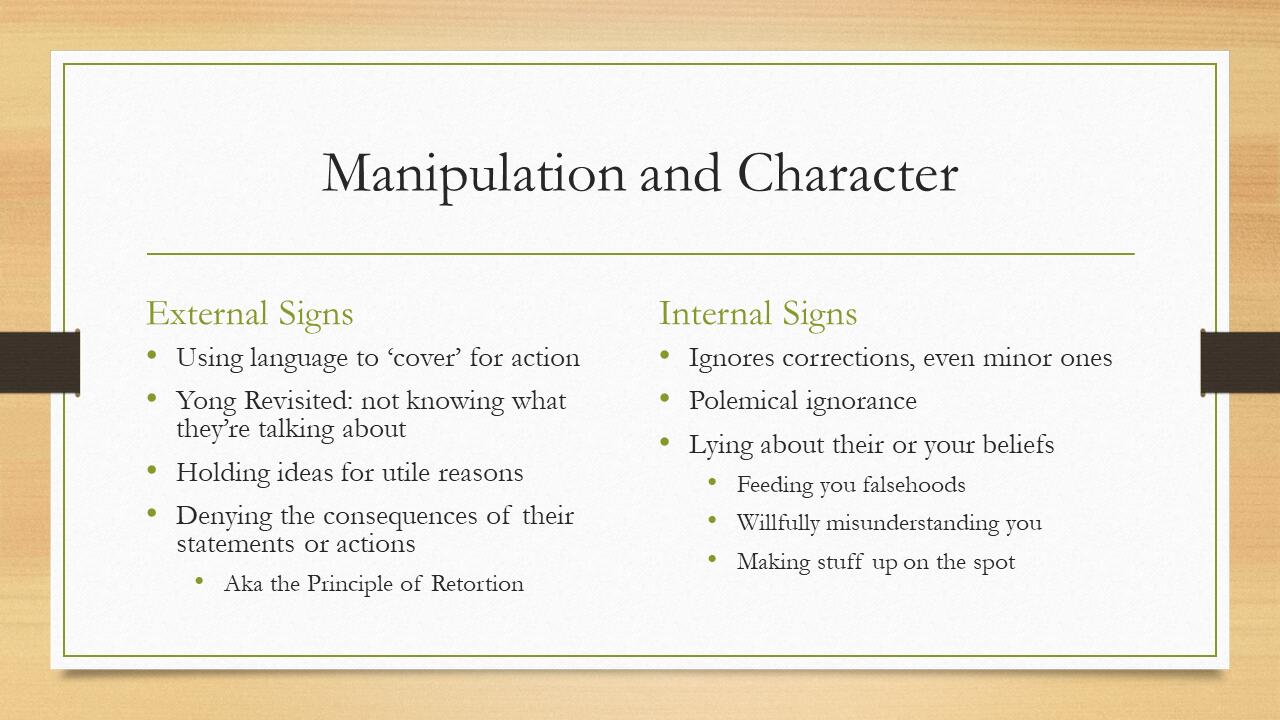 Manipulation and Character
External Signs
• Using language to ‘cover’ for action
• Yong Revisited: not knowing what
they’re talking about
• Holding ideas for utile reasons
• Denying the consequences of their
statements or actions
• Aka the Principle of Retortion
Internal Signs
• Ignores corrections, even minor ones
• Polemical ignorance
• Lying about their or your beliefs
• Feeding you falsehoods
• Willfully misunderstanding you
• Making stuff up on the spot